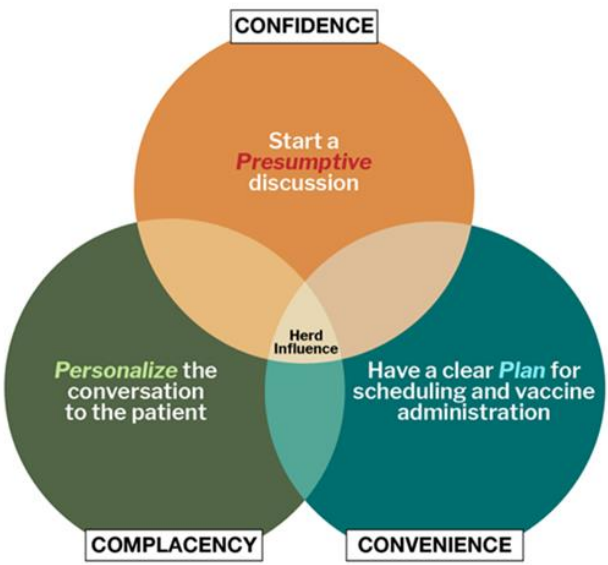 CONFIDENCE
Start a
Presumptive
discussion
Herd
Influence
Personalize the
conversation
to the patient
Have a clear Plan for
scheduling and vaccine
administration
COMPLACENCY
CONVENIENCE